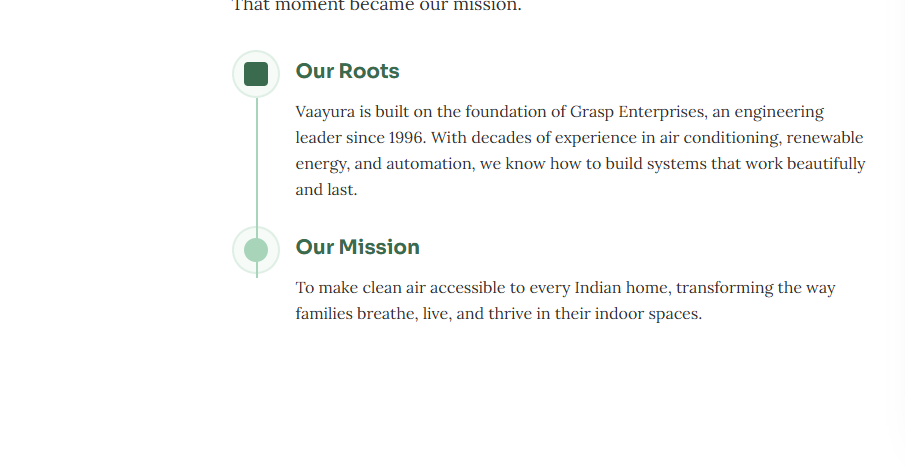 That moment became our mission.
Our Roots
Vaayura is built on the foundation of Grasp Enterprises, an engineering
leader since 1996. With decades of experience in air conditioning, renewable
energy, and automation, we know how to build systems that work beautifully
and last.
Our Mission
To make clean air accessible to every Indian home, transforming the way
families breathe, live, and thrive in their indoor spaces.